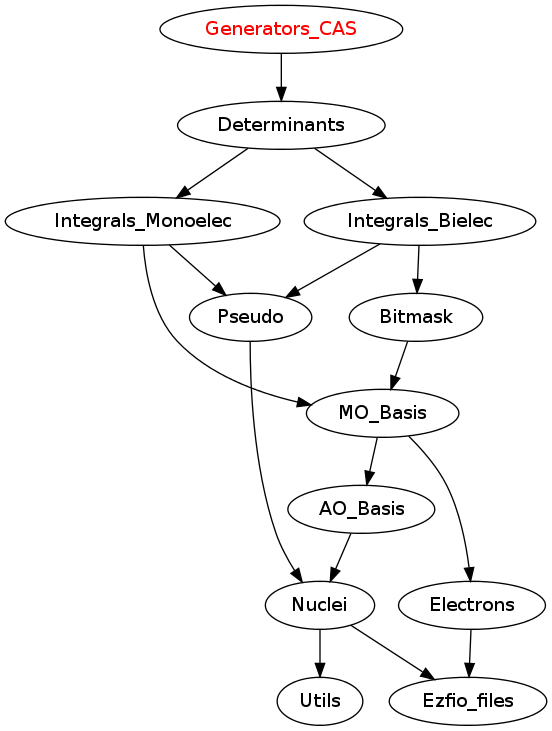 Generators_CAS
Determinants
Integrals_Monoelec
Integrals_Bielec
Pseudo
Bitmask
MO_Basis
AO_Basis
Nuclei
Electrons
Utils
Ezfio_files